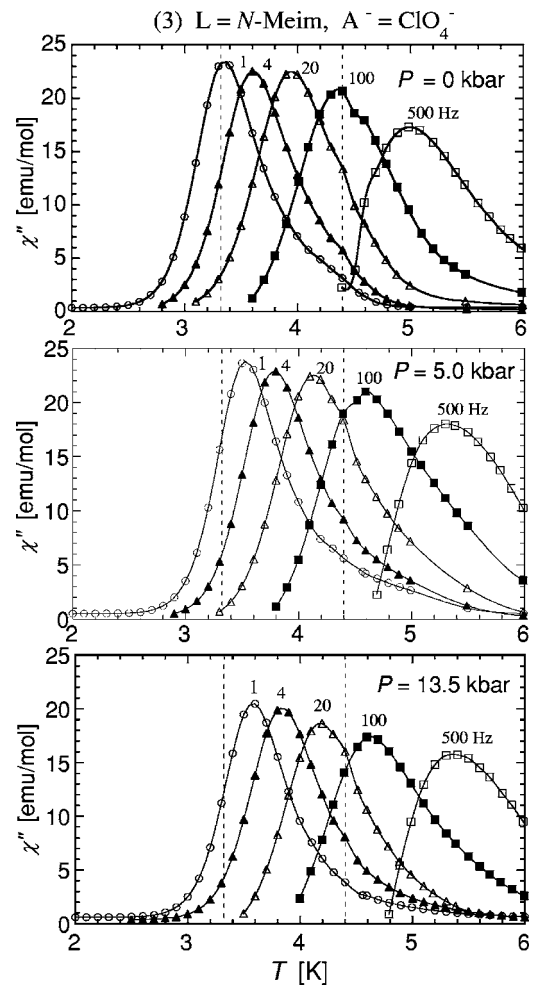 (3) L = N-Meim, A⁻ = ClO₄⁻
25
20
15
10
5
0
χ″ [emu/mol]
1 4 20 100 500 Hz
P = 0 kbar
2 3 4 5 6
25
20
15
10
5
0
χ″ [emu/mol]
1 4 20 100 500 Hz
P = 5.0 kbar
2 3 4 5 6
25
20
15
10
5
0
χ″ [emu/mol]
1 4 20 100 500 Hz
P = 13.5 kbar
2 3 4 5 6
T [K]